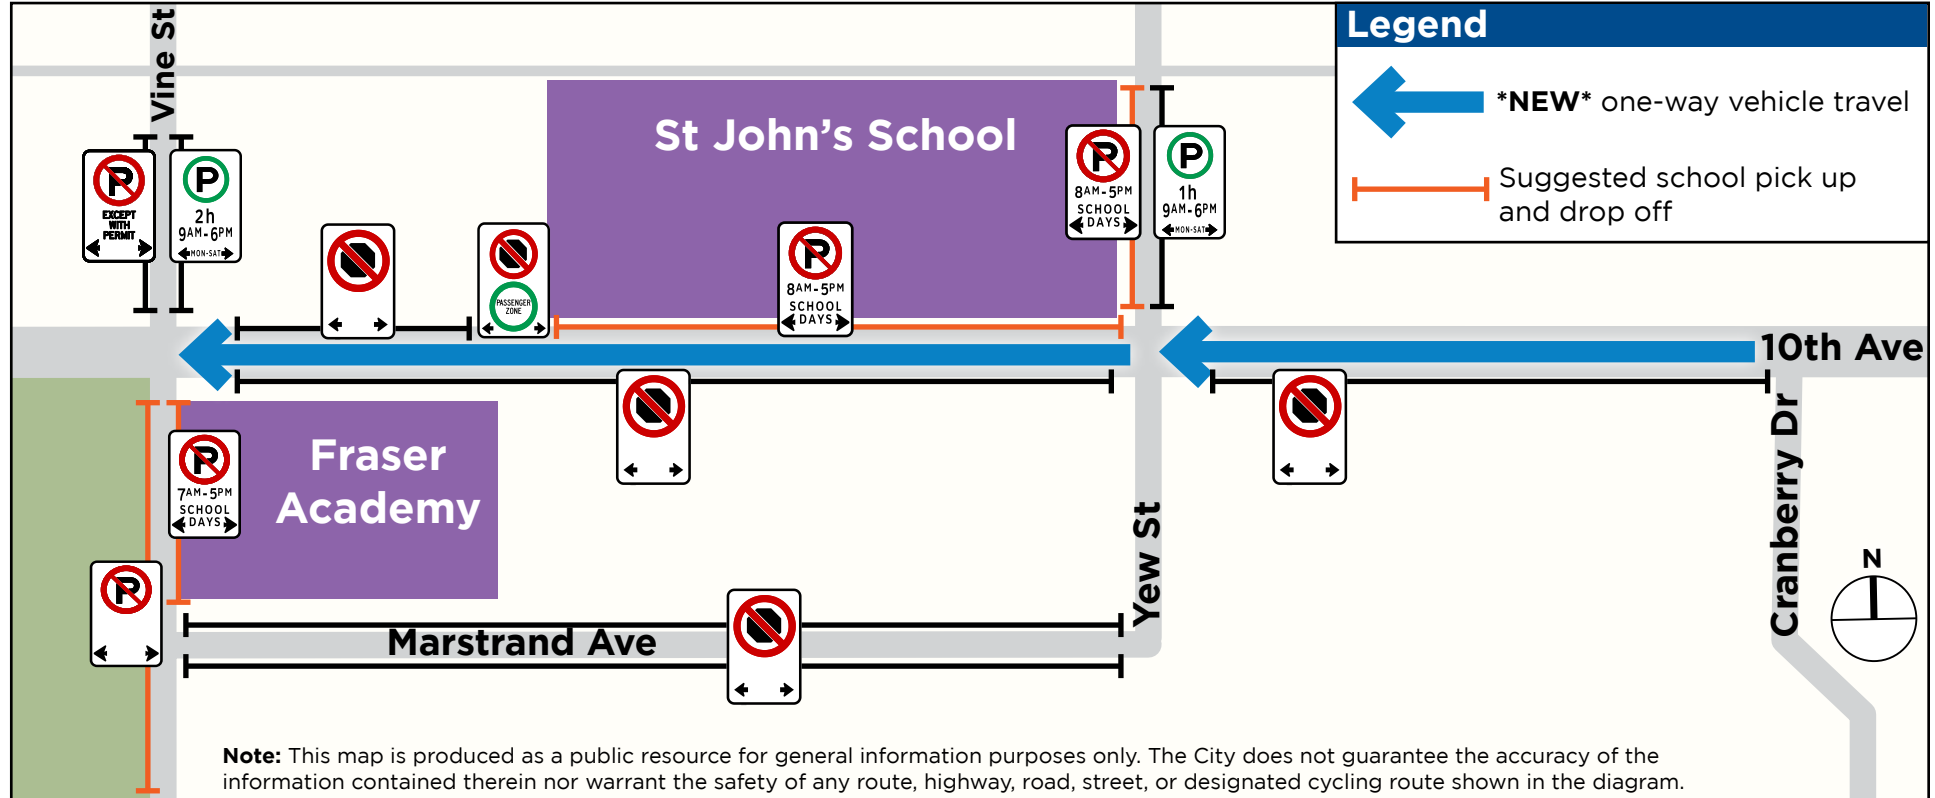 Legend
*NEW* one-way vehicle travel
Suggested school pick up
and drop off
Vine St
St John's School
P
EXCEPT
WITH
PERMIT
P
2h
9AM-6PM
MON-SAT
PASSENGER
ZONE
P
8AM-5PM
SCHOOL
DAYS
P
8AM-5PM
SCHOOL
DAYS
P
1h
9AM-6PM
MON-SAT
10th Ave
Fraser
Academy
P
7AM-5PM
SCHOOL
DAYS
P
Marstrand Ave
Yew St
Cranberry Dr
N
Note: This map is produced as a public resource for general information purposes only. The City does not guarantee the accuracy of the
information contained therein nor warrant the safety of any route, highway, road, street, or designated cycling route shown in the diagram.